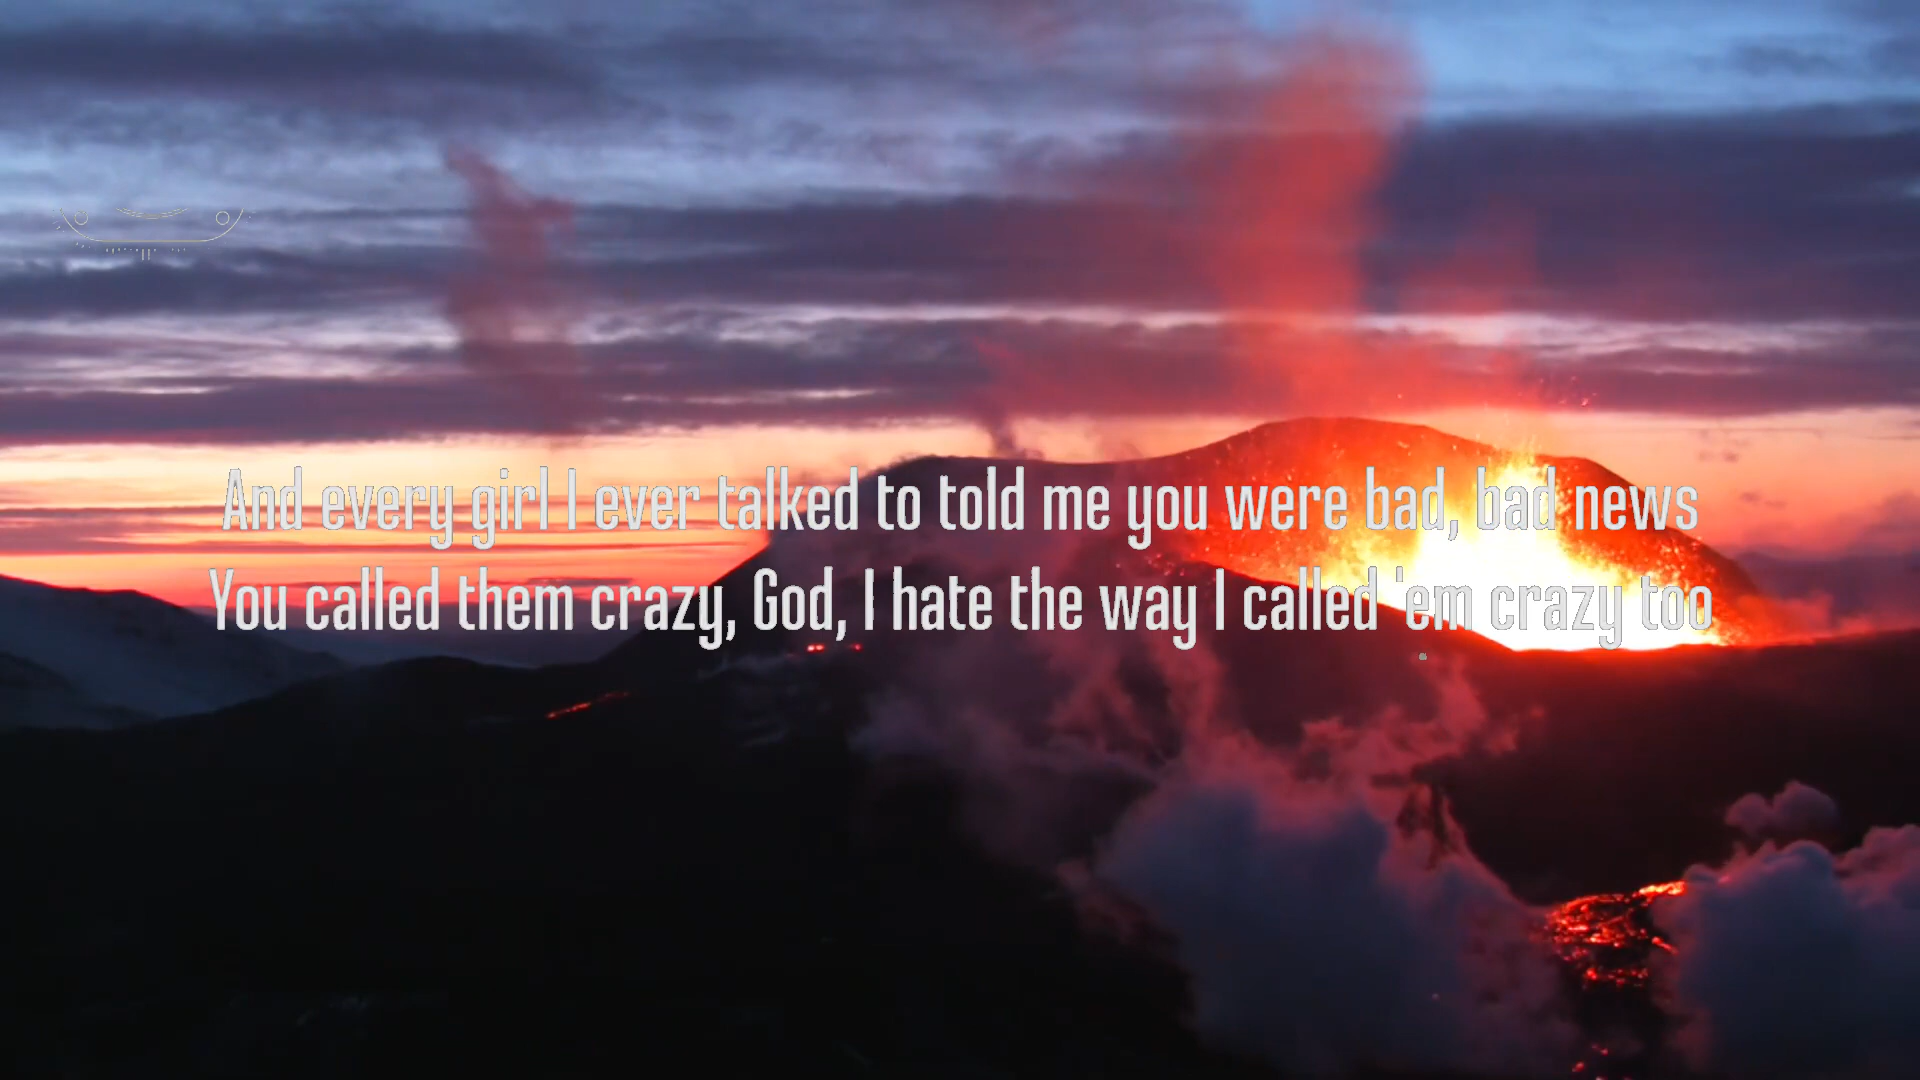 And every girl I ever talked to told me you were bad, bad news
You called them crazy, God, I hate the way I called 'em crazy too